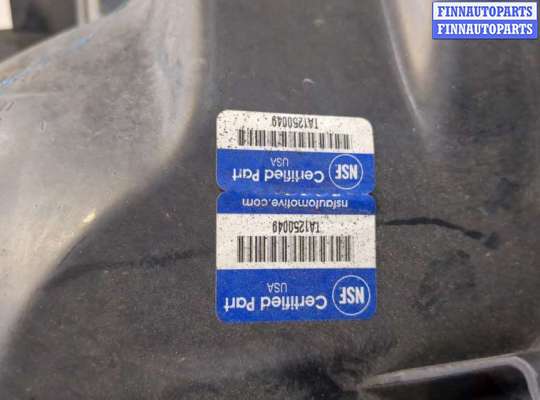 FINNAUTOPARTS
FINNAUTOPARTS
NSF
Certified Part
USA
TA1250049
nsfautomotive.com
NSF
Certified Part
USA
TA1250049